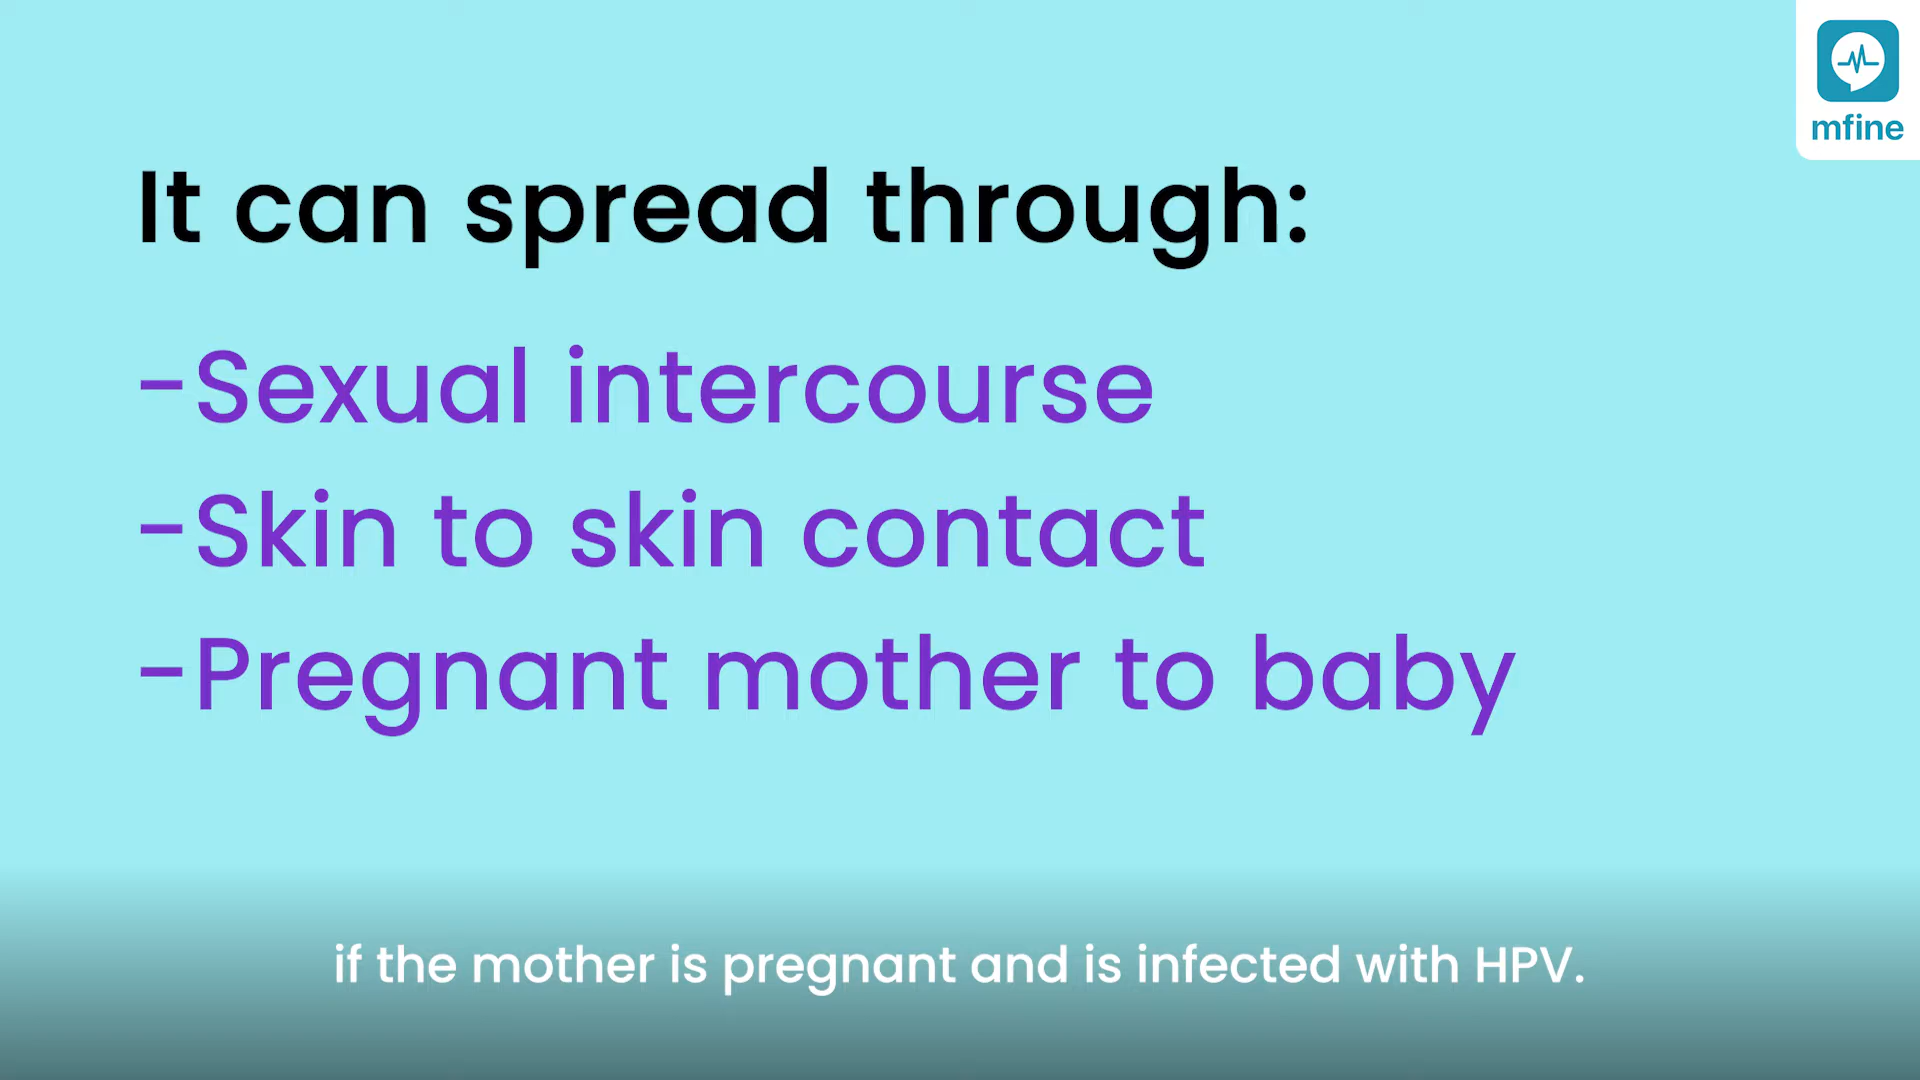 mfine
It can spread through:
-Sexual intercourse
-Skin to skin contact
-Pregnant mother to baby
if the mother is pregnant and is infected with HPV.